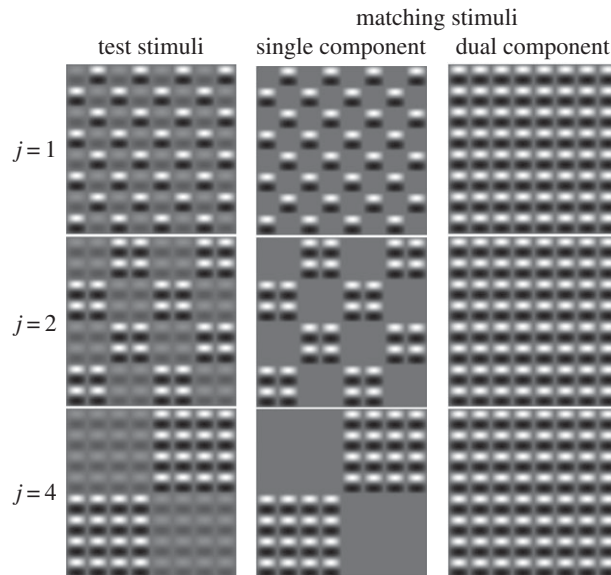 matching stimuli
test stimuli
single component
dual component
j = 1
j = 2
j = 4